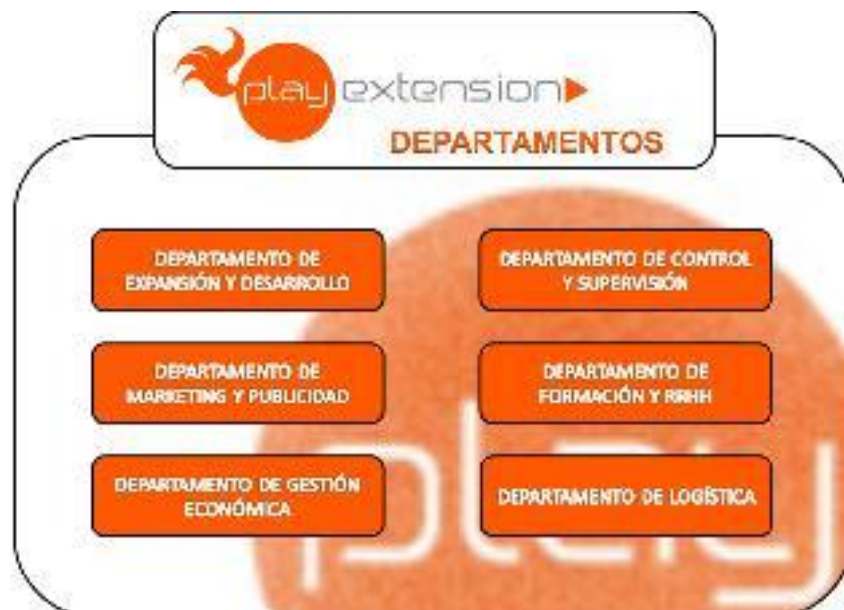 play extension
DEPARTAMENTOS
DEPARTAMENTO DE
EXPANSIÓN Y DESARROLLO
DEPARTAMENTO DE CONTROL
Y SUPERVISIÓN
DEPARTAMENTO DE
MARKETING Y PUBLICIDAD
DEPARTAMENTO DE
FORMACIÓN Y RRHH
DEPARTAMENTO DE GESTIÓN
ECONÓMICA
DEPARTAMENTO DE LOGÍSTICA
play